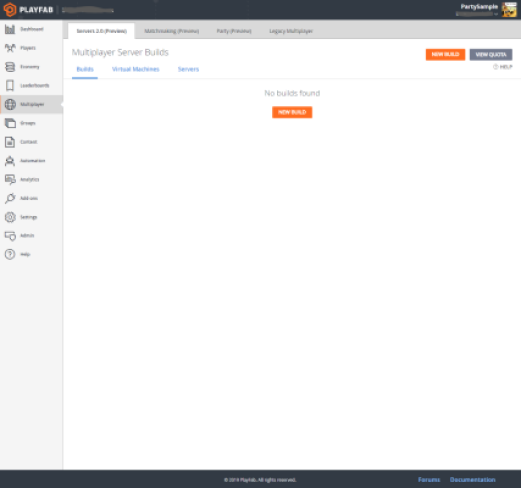 PLAYFAB
PartySample
Dashboard
Players
Economy
Leaderboards
Multiplayer
Groups
Content
Automation
Analytics
Add-ons
Settings
Admin
Help
Servers 2.0 (Preview)
Matchmaking (Preview)
Party (Preview)
Legacy Multiplayer
Multiplayer Server Builds
NEW BUILD
VIEW QUOTA
Builds
Virtual Machines
Servers
HELP
No builds found
NEW BUILD
© 2019 PlayFab, All rights reserved.
Forums
Documentation